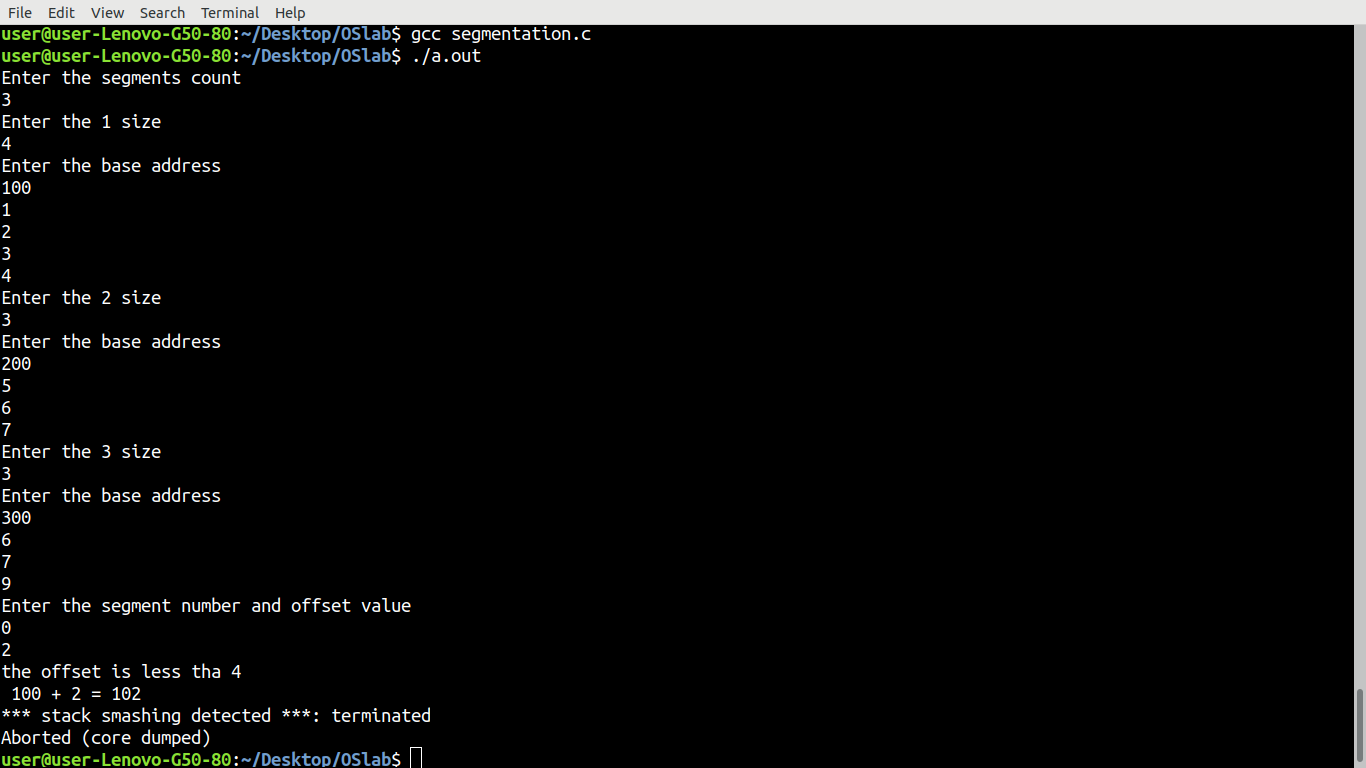 File Edit View Search Terminal Help
user@user-Lenovo-G50-80:~/Desktop/OSlab$ gcc segmentation.c
user@user-Lenovo-G50-80:~/Desktop/OSlab$ ./a.out
Enter the segments count
3
Enter the 1 size
4
Enter the base address
100
1
2
3
4
Enter the 2 size
3
Enter the base address
200
5
6
7
Enter the 3 size
3
Enter the base address
300
6
7
9
Enter the segment number and offset value
0
2
the offset is less tha 4
 100 + 2 = 102
*** stack smashing detected ***: terminated
Aborted (core dumped)
user@user-Lenovo-G50-80:~/Desktop/OSlab$